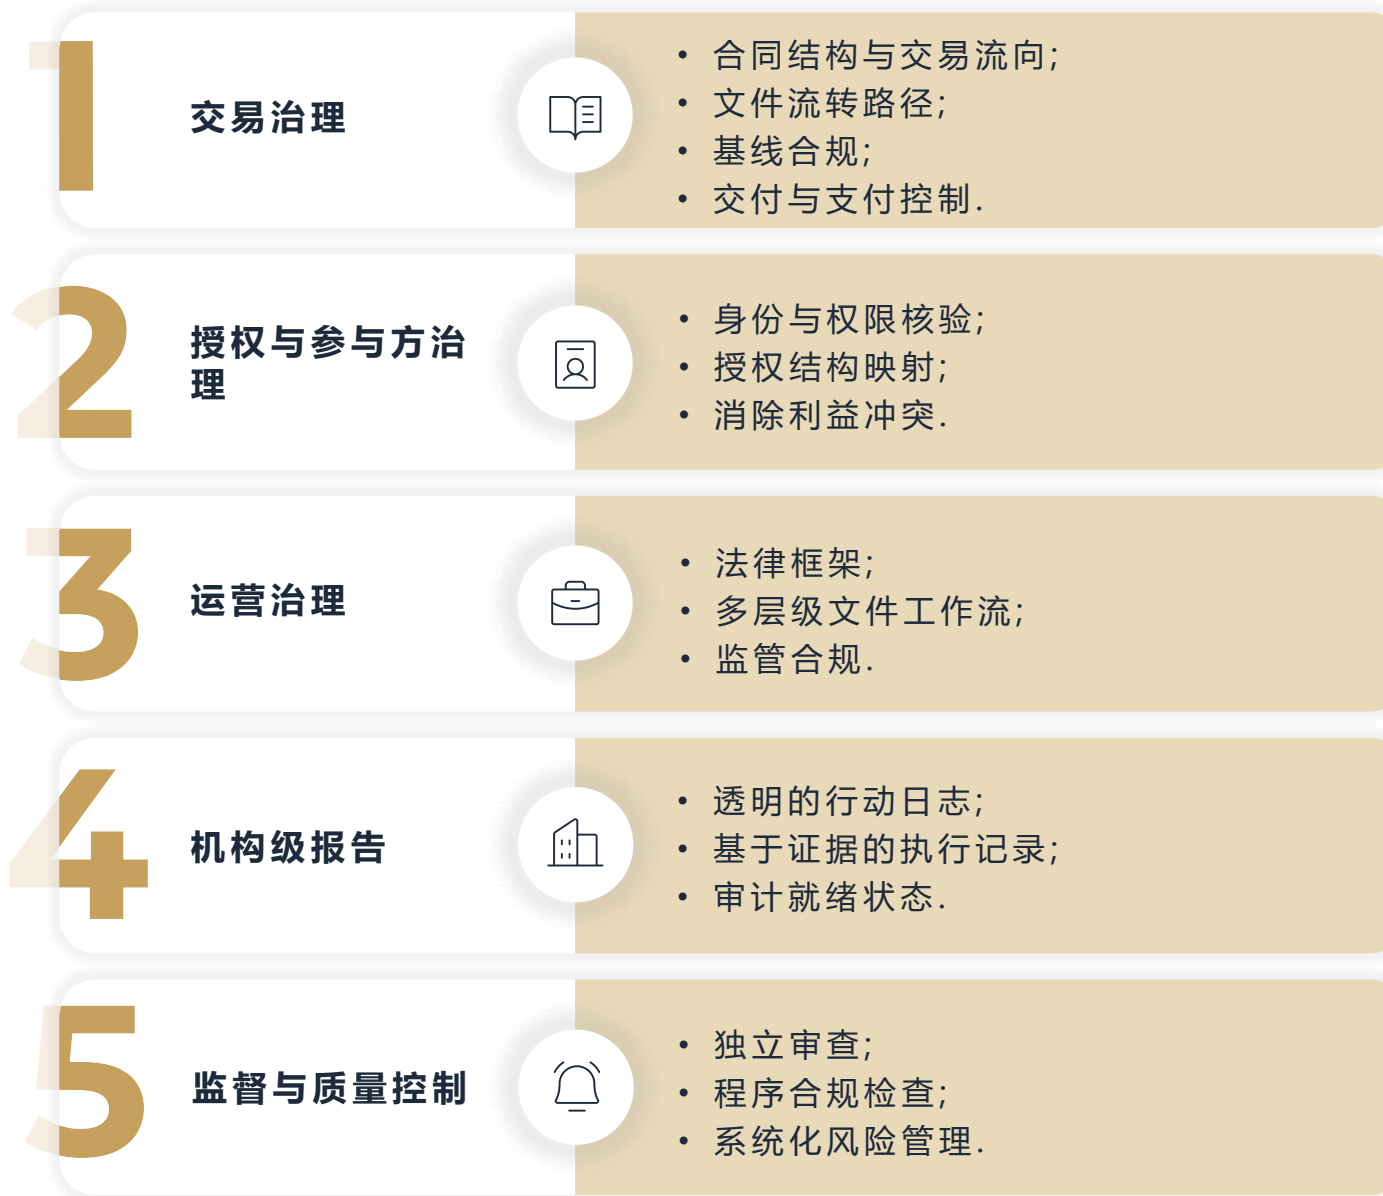 1
交易治理
• 合同结构与交易流向;
• 文件流转路径;
• 基线合规;
• 交付与支付控制.
2
授权与参与方治
理
• 身份与权限核验;
• 授权结构映射;
• 消除利益冲突.
3
运营治理
• 法律框架;
• 多层级文件工作流;
• 监管合规.
4
机构级报告
• 透明的行动日志;
• 基于证据的执行记录;
• 审计就绪状态.
5
监督与质量控制
• 独立审查;
• 程序合规检查;
• 系统化风险管理.